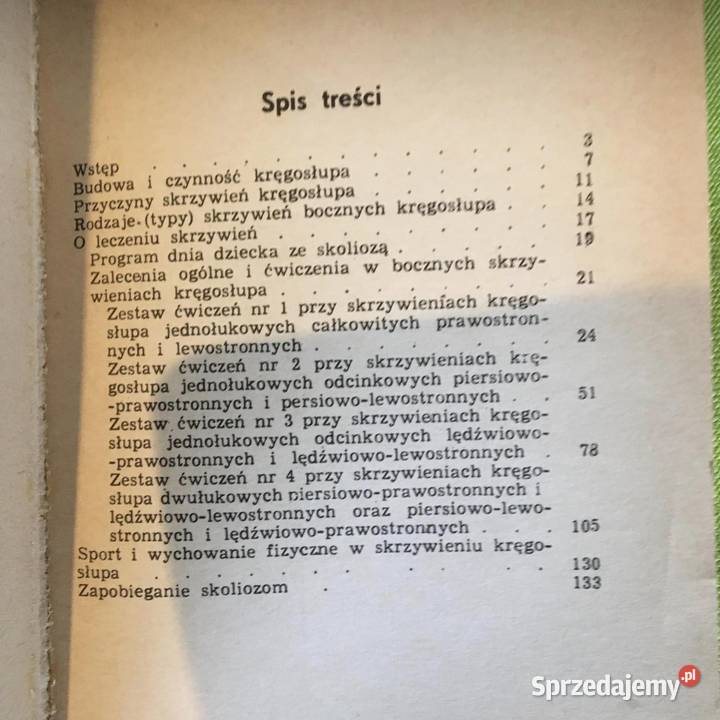 Spis treści
Wstęp . . . . . . . . . . . . 3
Budowa i czynność kręgosłupa . . . . . . 7
Przyczyny skrzywień kręgosłupa . . . . . . 11
Rodzaje (typy) skrzywień bocznych kręgosłupa . . 14
O leczeniu skrzywień . . . . . . . . 17
Program dnia dziecka ze skoliozą . . . . . 19
Zalecenia ogólne i ćwiczenia w bocznych skrzy-
wieniach kręgosłupa . . . . . . . . 21
Zestaw ćwiczeń nr 1 przy skrzywieniach kręgo-
słupa jednołukowych całkowitych prawostron-
nych i lewostronnych . . . . . . . 24
Zestaw ćwiczeń nr 2 przy skrzywieniach krę-
gosłupa jednołukowych odcinkowych piersiowo-
-prawostronnych i persiowo-lewostronnych . . 51
Zestaw ćwiczeń nr 3 przy skrzywieniach kręgo-
słupa jednołukowych odcinkowych lędźwiowo-
-prawostronnych i lędźwiowo-lewostronnych . 78
Zestaw ćwiczeń nr 4 przy skrzywieniach kręgo-
słupa dwułukowych piersiowo-prawostronnych i
lędźwiowo-lewostronnych oraz piersiowo-lewo-
stronnych i lędźwiowo-prawostronnych . . . 105
Sport i wychowanie fizyczne w skrzywieniu kręgo-
słupa . . . . . . . . . . . 130
Zapobieganie skoliozom . . . . . . . 133
Sprzedajemy.pl